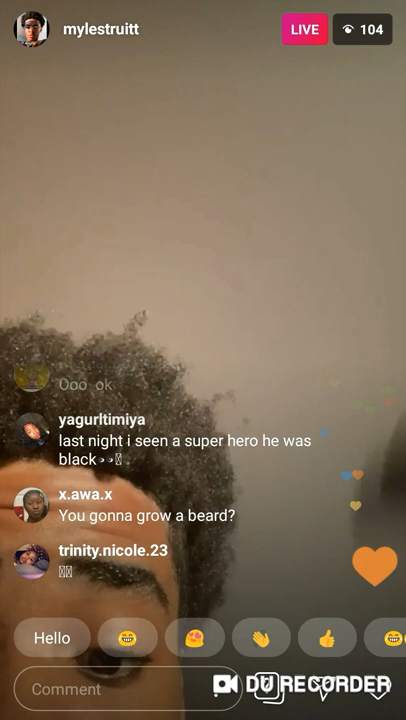 mylestruitt
LIVE
104
Ooo ok
yagurltimiya
last night i seen a super hero he was
black
x.awa.x
You gonna grow a beard?
trinity.nicole.23
Hello
Comment
DU RECORDER